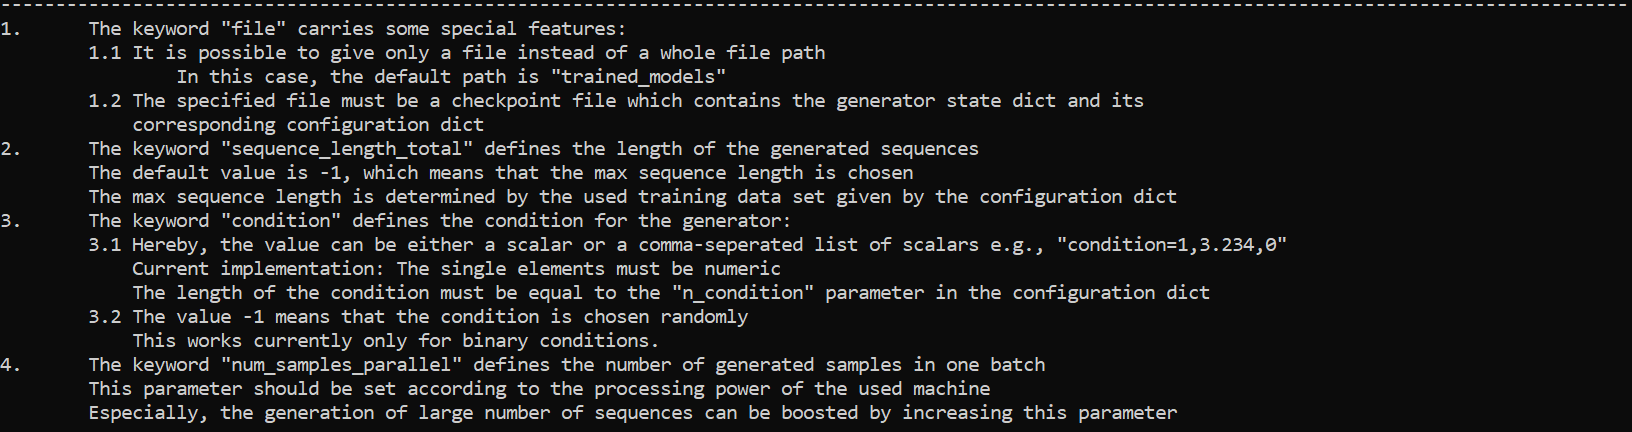 1. The keyword "file" carries some special features:
1.1 It is possible to give only a file instead of a whole file path
In this case, the default path is "trained_models"
1.2 The specified file must be a checkpoint file which contains the generator state dict and its
corresponding configuration dict
2. The keyword "sequence_length_total" defines the length of the generated sequences
The default value is -1, which means that the max sequence length is chosen
The max sequence length is determined by the used training data set given by the configuration dict
3. The keyword "condition" defines the condition for the generator:
3.1 Hereby, the value can be either a scalar or a comma-seperated list of scalars e.g., "condition=1,3.234,0"
Current implementation: The single elements must be numeric
The length of the condition must be equal to the "n_condition" parameter in the configuration dict
3.2 The value -1 means that the condition is chosen randomly
This works currently only for binary conditions.
4. The keyword "num_samples_parallel" defines the number of generated samples in one batch
This parameter should be set according to the processing power of the used machine
Especially, the generation of large number of sequences can be boosted by increasing this parameter